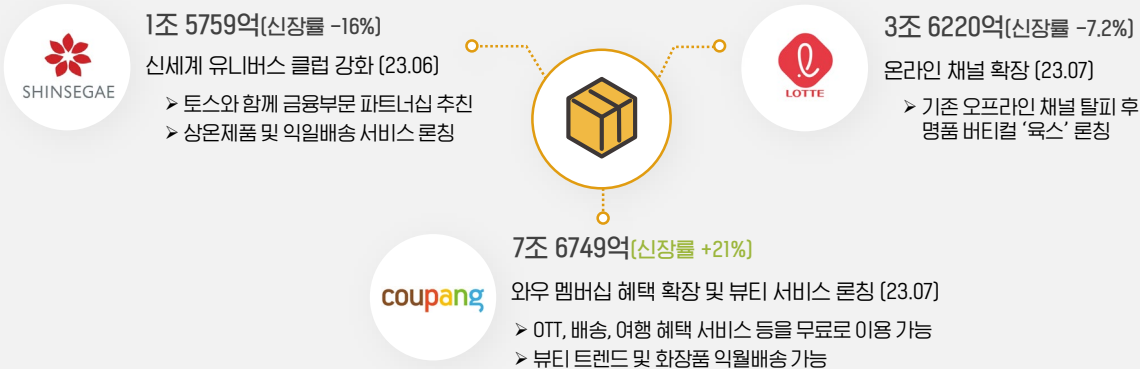 SHINSEGAE
1조 5759억(신장률 -16%)
신세계 유니버스 클럽 강화 (23.06)
➤ 토스와 함께 금융부문 파트너십 추친
➤ 상온제품 및 익일배송 서비스 론칭
LOTTE
3조 6220억(신장률 -7.2%)
온라인 채널 확장 (23.07)
➤ 기존 오프라인 채널 탈피 후
명품 버티컬 ‘육스’ 론칭
coupang
7조 6749억(신장률 +21%)
와우 멤버십 혜택 확장 및 뷰티 서비스 론칭 (23.07)
➤ OTT, 배송, 여행 혜택 서비스 등을 무료로 이용 가능
➤ 뷰티 트렌드 및 화장품 익월배송 가능